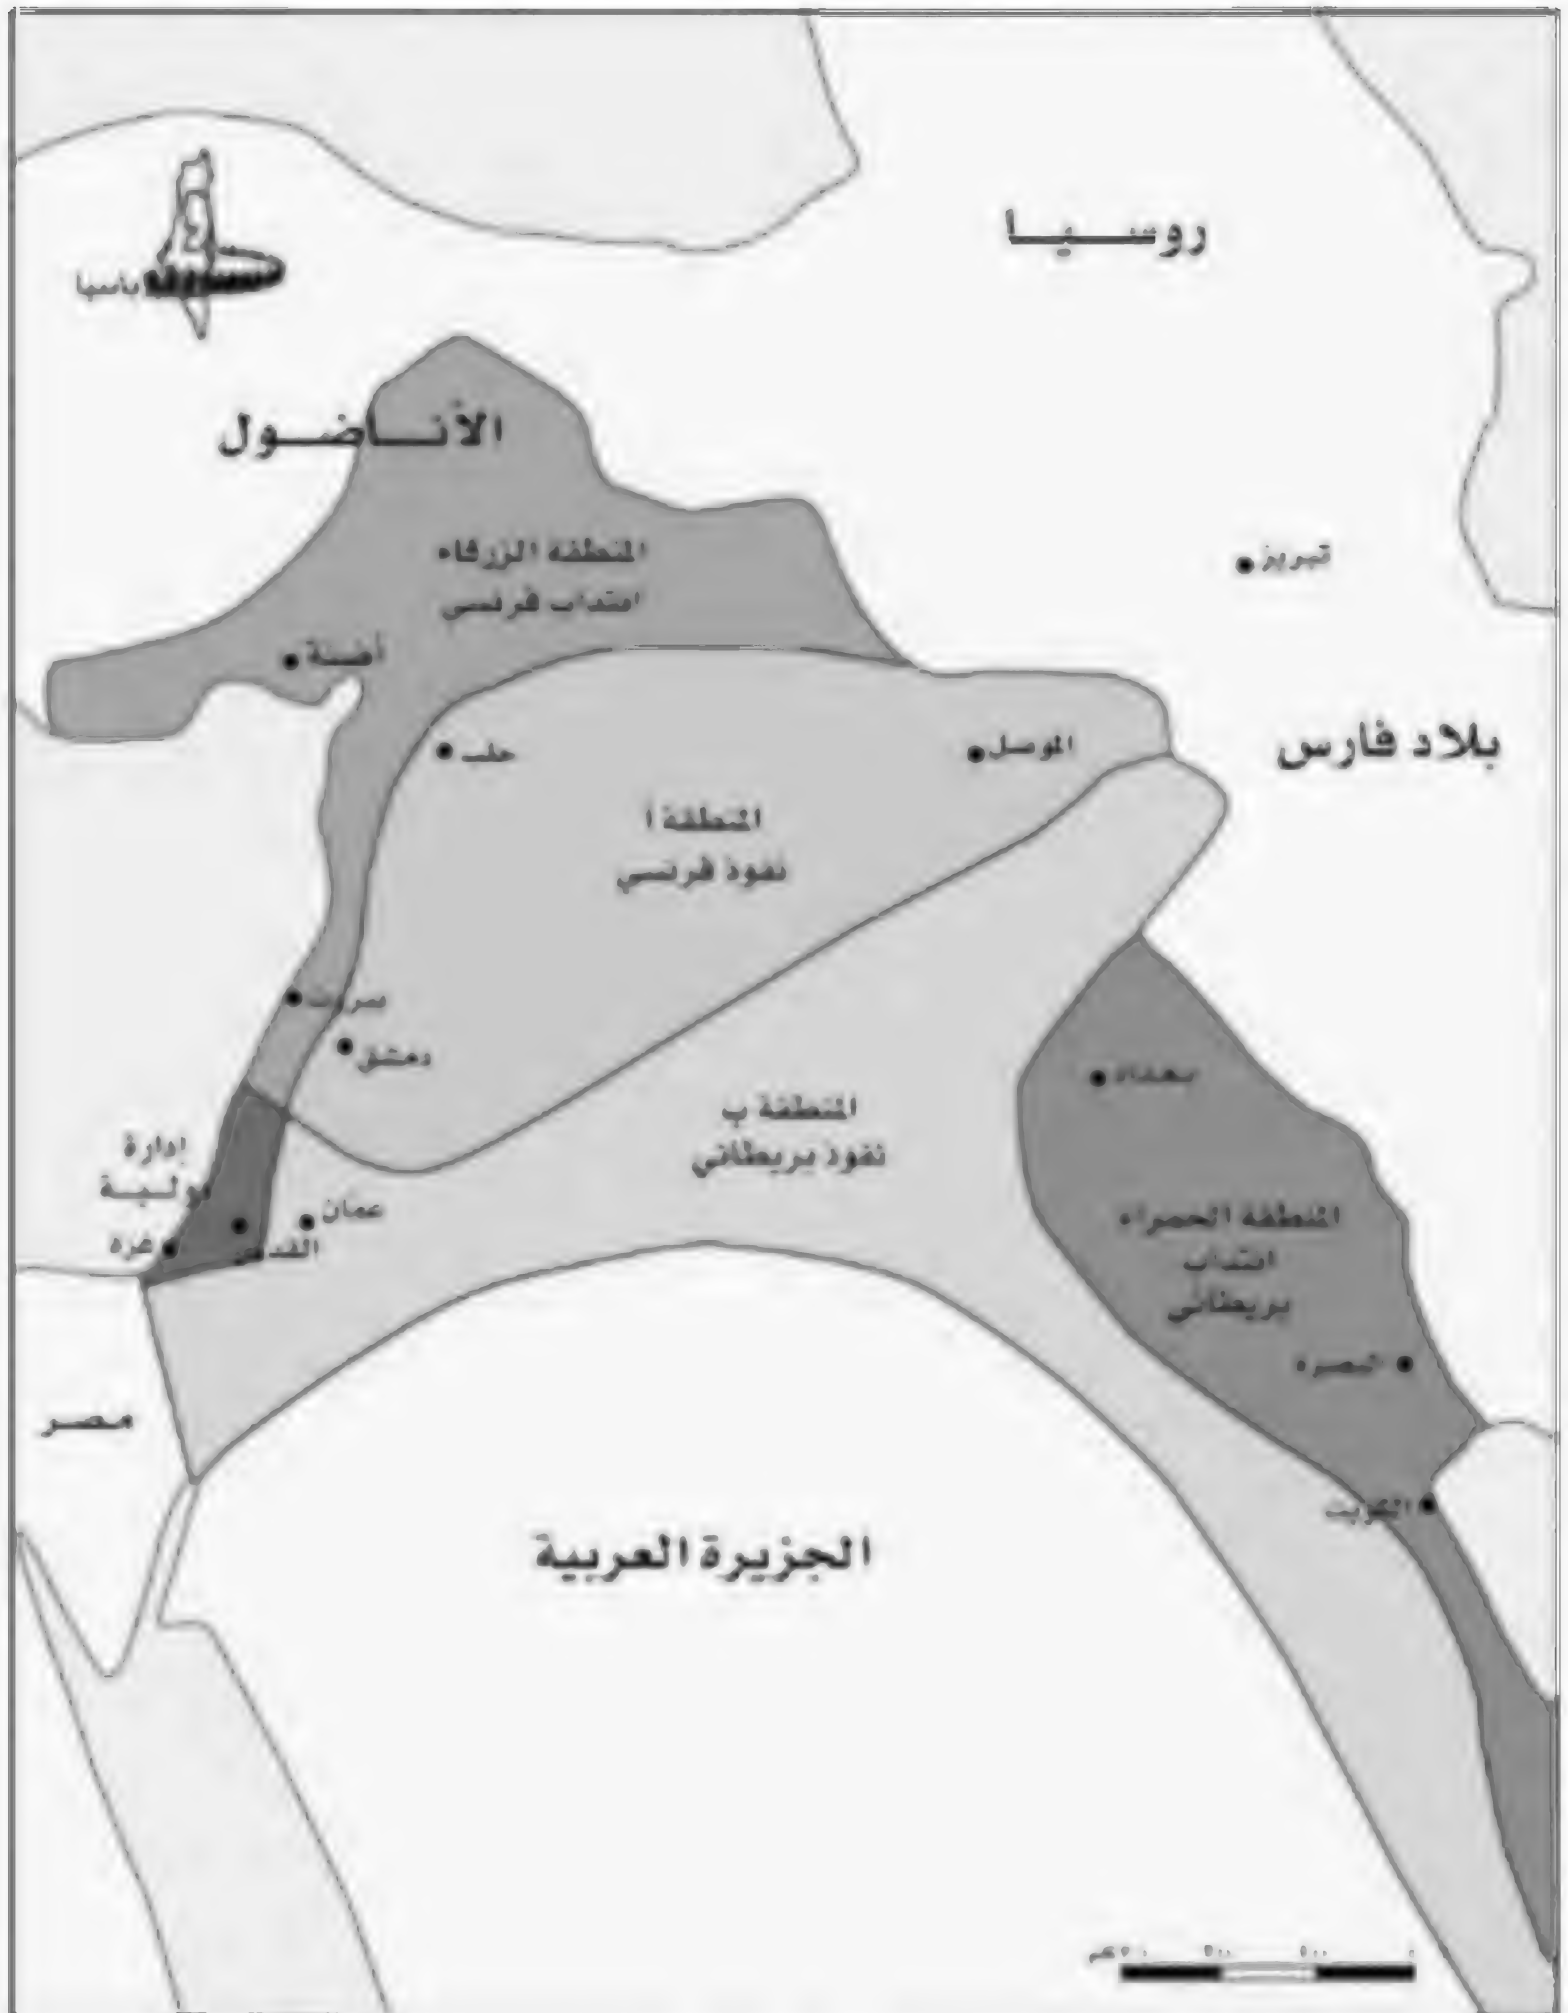 روسيا
باسيا
الأناضول
المنطقة الزرقاء
انتداب فرنسي
تبريز
أضنة
حلب
الموصل
بلاد فارس
المنطقة أ
نفوذ فرنسي
بيروت
دمشق
بغداد
المنطقة ب
نفوذ بريطاني
إدارة
دولية
عمان
القدس
غزة
المنطقة الحمراء
انتداب
بريطاني
البصرة
مصر
الكويت
الجزيرة العربية